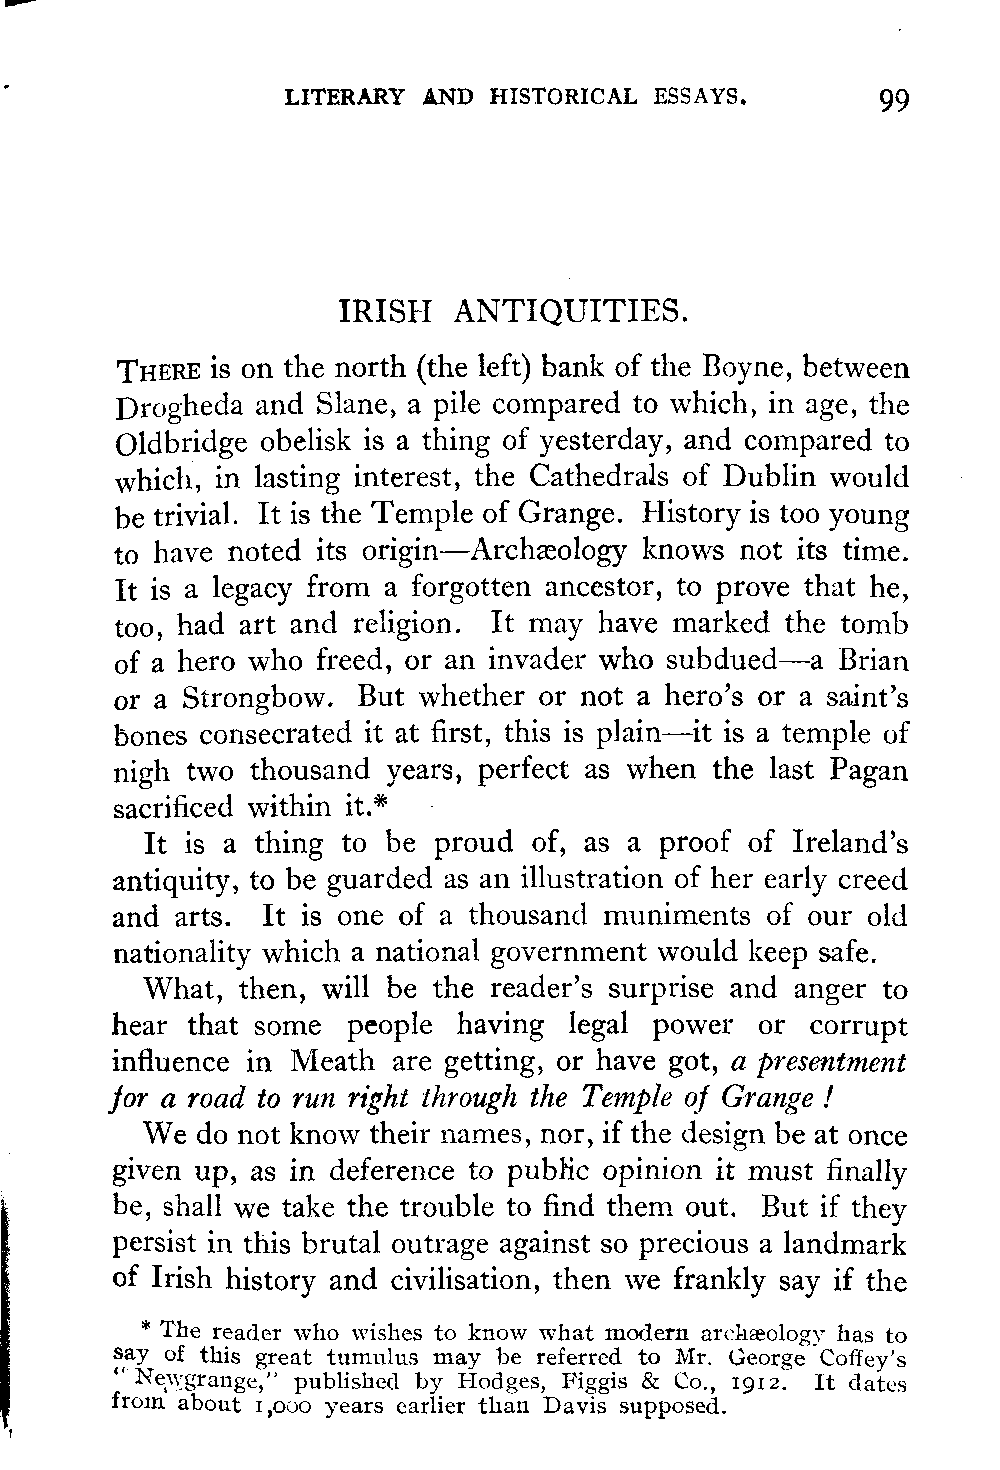 LITERARY AND HISTORICAL ESSAYS. 99
IRISH ANTIQUITIES.
THERE is on the north (the left) bank of the Boyne, between
Drogheda and Slane, a pile compared to which, in age, the
Oldbridge obelisk is a thing of yesterday, and compared to
which, in lasting interest, the Cathedrals of Dublin would
be trivial. It is the Temple of Grange. History is too young
to have noted its origin—Archæology knows not its time.
It is a legacy from a forgotten ancestor, to prove that he,
too, had art and religion. It may have marked the tomb
of a hero who freed, or an invader who subdued—a Brian
or a Strongbow. But whether or not a hero's or a saint's
bones consecrated it at first, this is plain—it is a temple of
nigh two thousand years, perfect as when the last Pagan
sacrificed within it.*
It is a thing to be proud of, as a proof of Ireland's
antiquity, to be guarded as an illustration of her early creed
and arts. It is one of a thousand muniments of our old
nationality which a national government would keep safe.
What, then, will be the reader's surprise and anger to
hear that some people having legal power or corrupt
influence in Meath are getting, or have got, a presentment
for a road to run right through the Temple of Grange !
We do not know their names, nor, if the design be at once
given up, as in deference to public opinion it must finally
be, shall we take the trouble to find them out. But if they
persist in this brutal outrage against so precious a landmark
of Irish history and civilisation, then we frankly say if the
* The reader who wishes to know what modern archæology has to
say of this great tumulus may be referred to Mr. George Coffey's
"Newgrange," published by Hodges, Figgis & Co., 1912. It dates
from about 1,000 years earlier than Davis supposed.